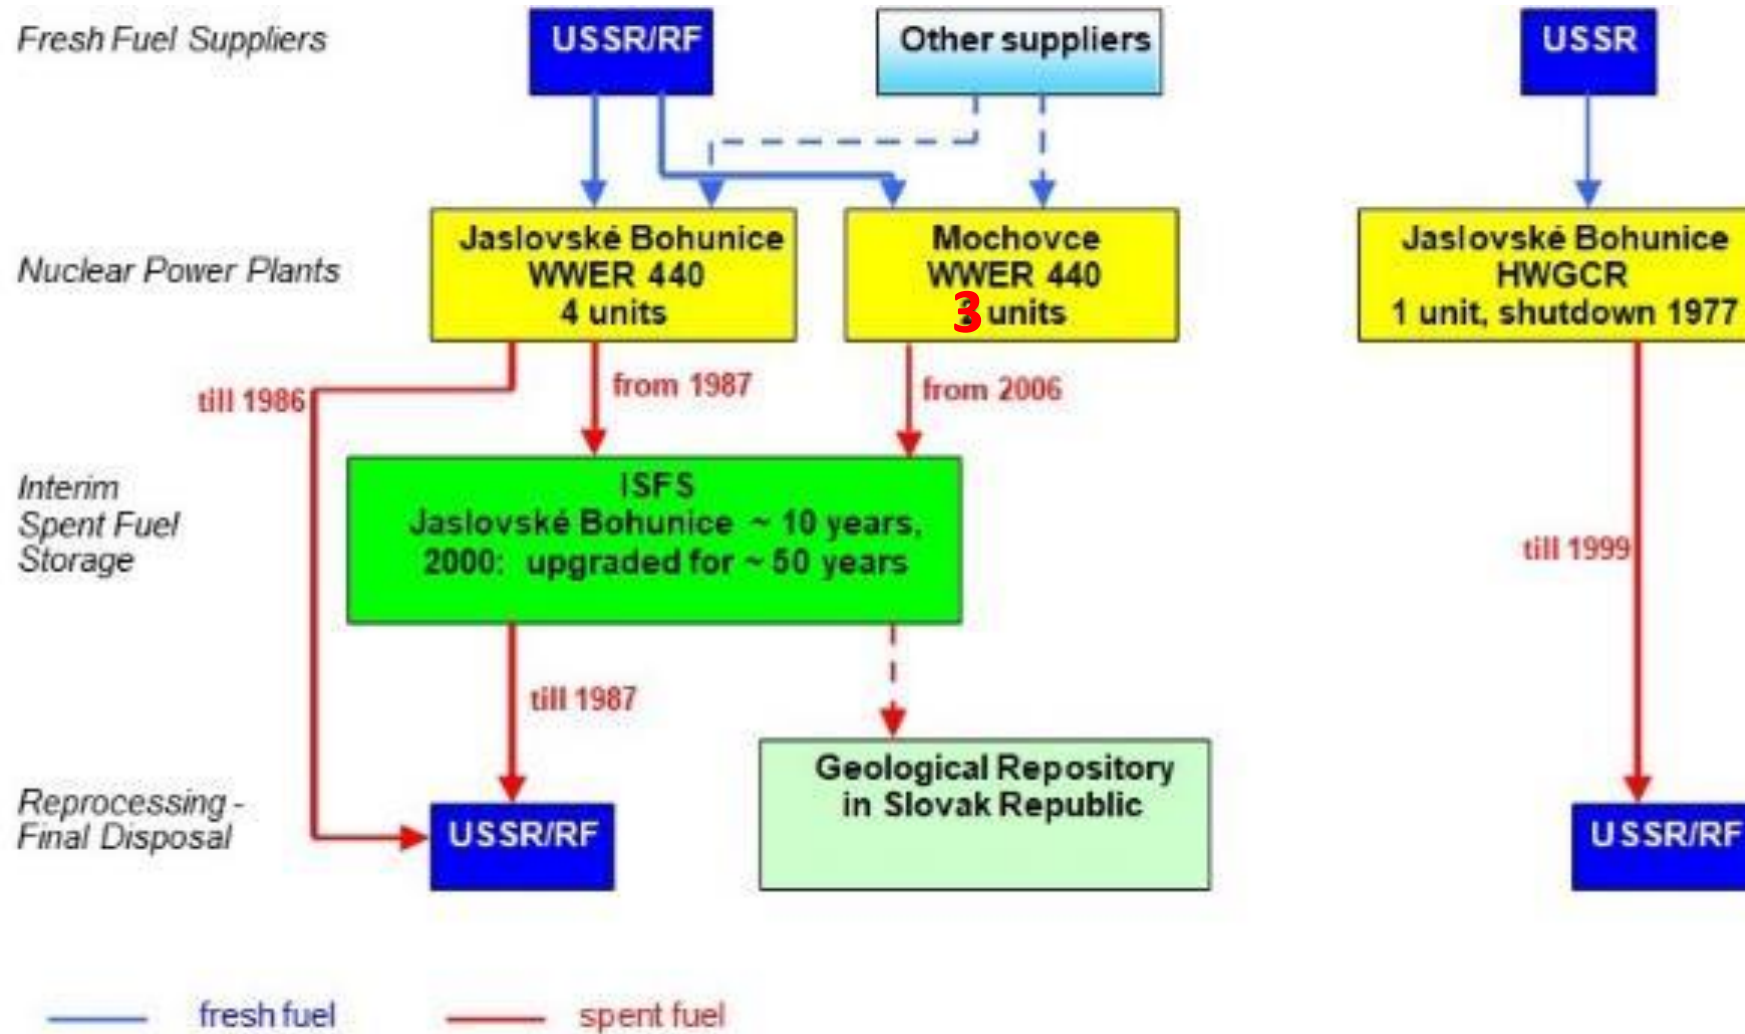 Fresh Fuel Suppliers
USSR/RF
Other suppliers
USSR
Nuclear Power Plants
Jaslovské Bohunice
WWER 440
4 units
Mochovce
WWER 440
3 units
Jaslovské Bohunice
HWGCR
1 unit, shutdown 1977
till 1986
from 1987
from 2006
Interim
Spent Fuel
Storage
ISFS
Jaslovské Bohunice ~ 10 years,
2000: upgraded for ~ 50 years
till 1999
till 1987
Reprocessing -
Final Disposal
USSR/RF
Geological Repository
in Slovak Republic
USSR/RF
fresh fuel
spent fuel